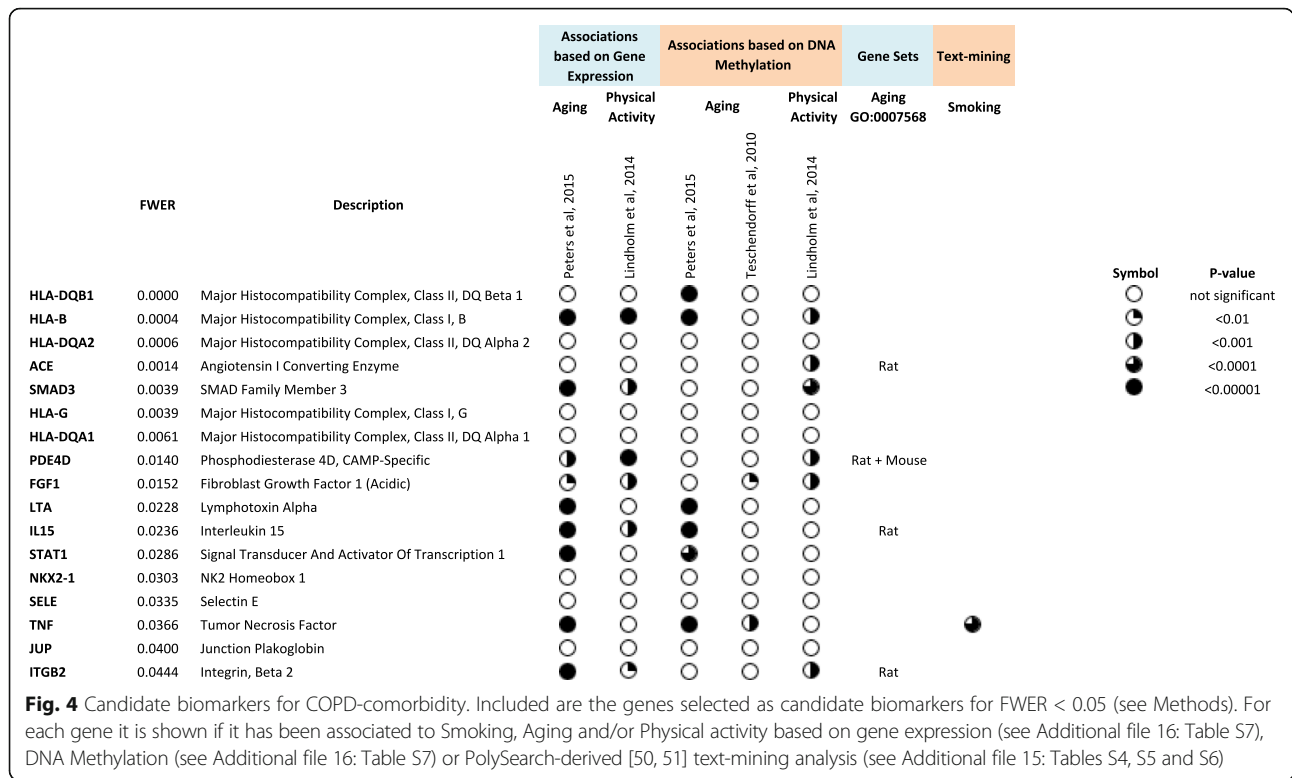 Associations based on Gene Expression
Associations based on DNA Methylation
Gene Sets
Text-mining
Aging
Physical Activity
Aging
Physical Activity
Aging GO:0007568
Smoking
FWER
Description
Peters et al, 2015
Lindholm et al, 2014
Peters et al, 2015
Teschendorff et al, 2010
Lindholm et al, 2014
Symbol P-value
not significant
<0.01
<0.001
<0.0001
<0.00001
HLA-DQB1 0.0000 Major Histocompatibility Complex, Class II, DQ Beta 1
HLA-B 0.0004 Major Histocompatibility Complex, Class I, B
HLA-DQA2 0.0006 Major Histocompatibility Complex, Class II, DQ Alpha 2
ACE 0.0014 Angiotensin I Converting Enzyme Rat
SMAD3 0.0039 SMAD Family Member 3
HLA-G 0.0039 Major Histocompatibility Complex, Class I, G
HLA-DQA1 0.0061 Major Histocompatibility Complex, Class II, DQ Alpha 1
PDE4D 0.0140 Phosphodiesterase 4D, CAMP-Specific Rat + Mouse
FGF1 0.0152 Fibroblast Growth Factor 1 (Acidic)
LTA 0.0228 Lymphotoxin Alpha
IL15 0.0236 Interleukin 15 Rat
STAT1 0.0286 Signal Transducer And Activator Of Transcription 1
NKX2-1 0.0303 NK2 Homeobox 1
SELE 0.0335 Selectin E
TNF 0.0366 Tumor Necrosis Factor
JUP 0.0400 Junction Plakoglobin
ITGB2 0.0444 Integrin, Beta 2 Rat
Fig. 4 Candidate biomarkers for COPD-comorbidity. Included are the genes selected as candidate biomarkers for FWER < 0.05 (see Methods). For
each gene it is shown if it has been associated to Smoking, Aging and/or Physical activity based on gene expression (see Additional file 16: Table S7),
DNA Methylation (see Additional file 16: Table S7) or PolySearch-derived [50, 51] text-mining analysis (see Additional file 15: Tables S4, S5 and S6)